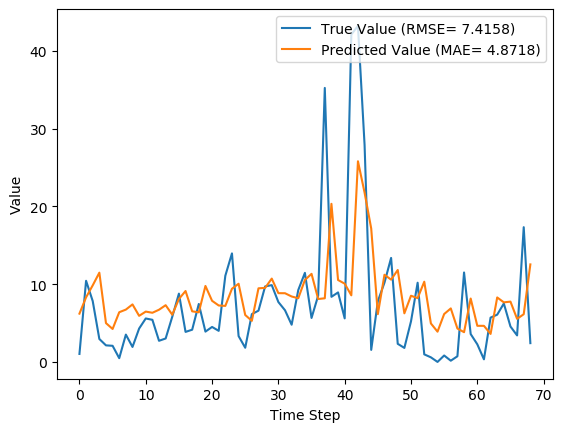 True Value (RMSE= 7.4158)
Predicted Value (MAE= 4.8718)
40
30
20
10
0
Value
0 10 20 30 40 50 60 70
Time Step